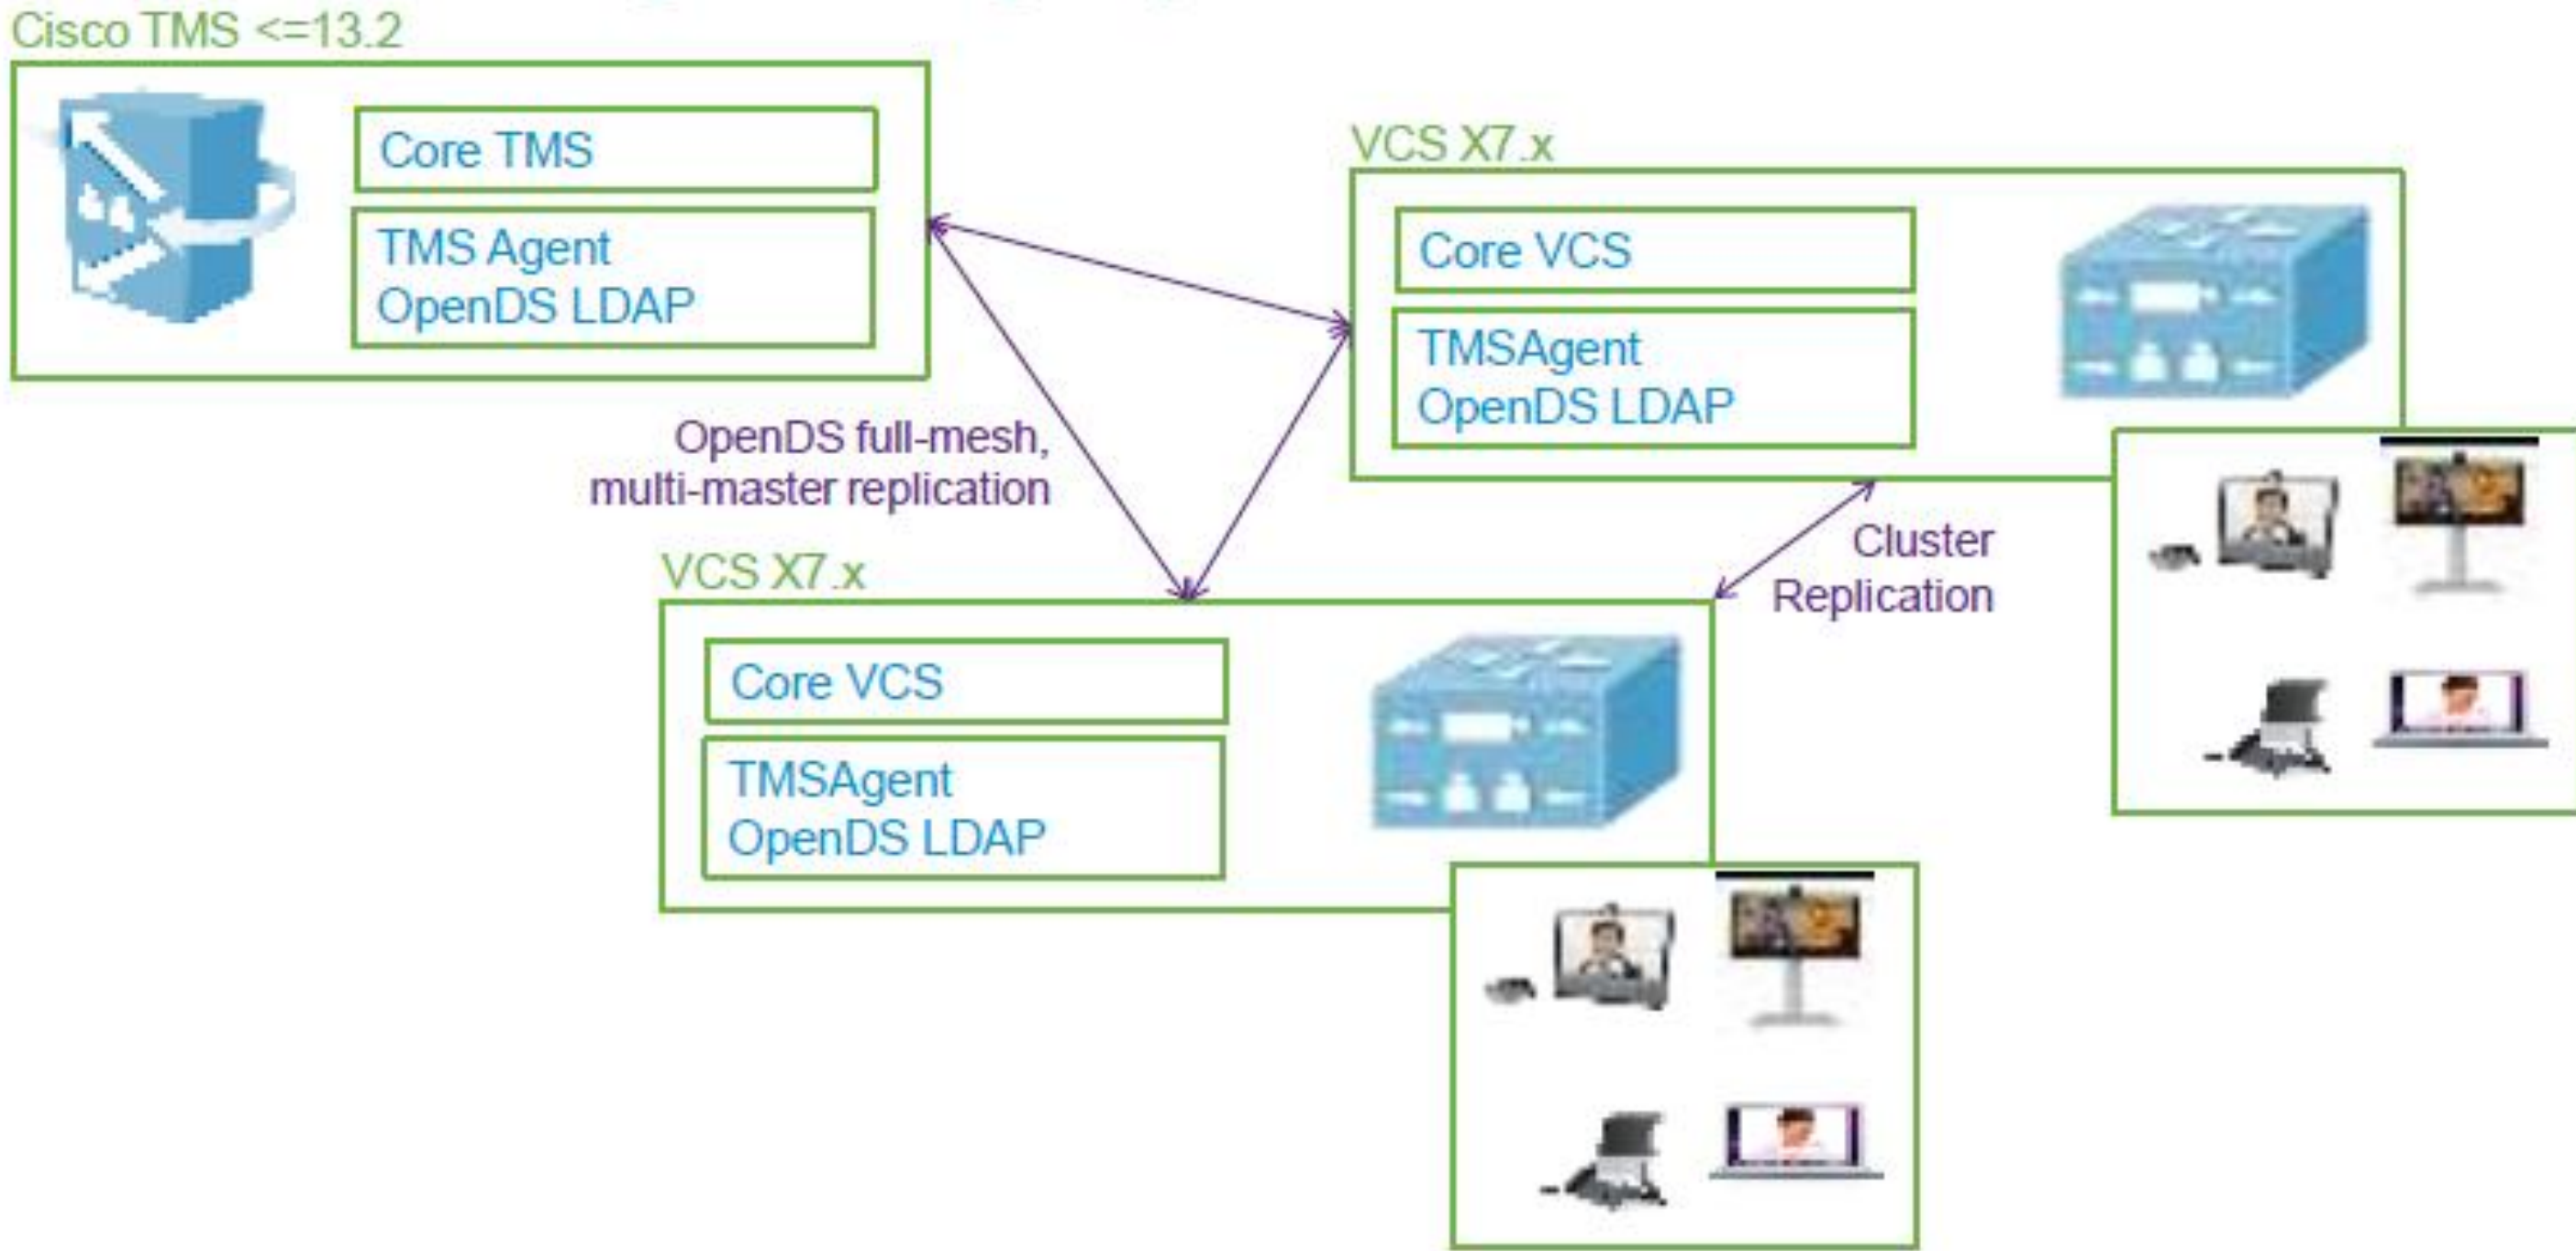 Cisco TMS <=13.2
Core TMS
TMS Agent
OpenDS LDAP
VCS X7.x
Core VCS
TMSAgent
OpenDS LDAP
OpenDS full-mesh,
multi-master replication
Cluster
Replication
VCS X7.x
Core VCS
TMSAgent
OpenDS LDAP